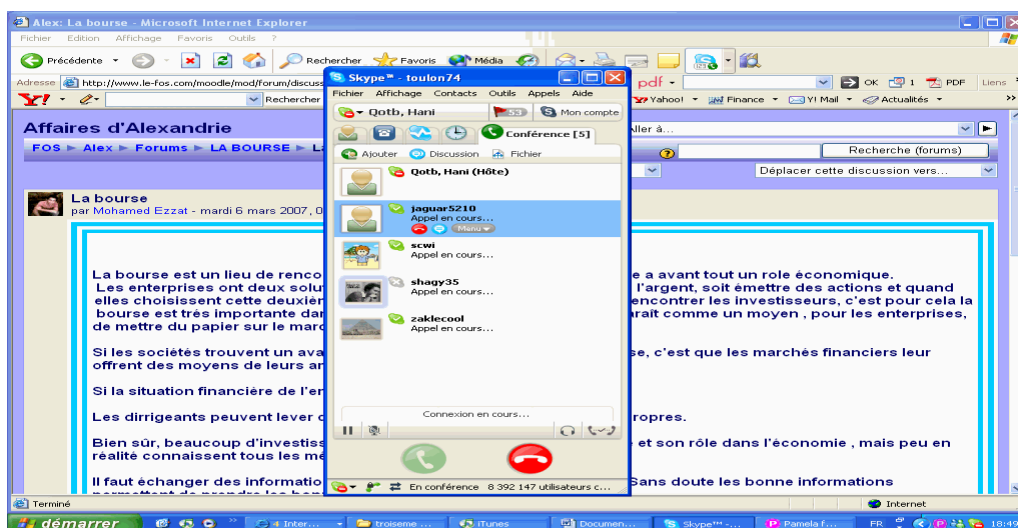 Alex: La bourse - Microsoft Internet Explorer
Fichier Edition Affichage Favoris Outils ?
Précédente Rechercher Favoris Média
Adresse http://www.le-fos.com/moodle/mod/forum/discuss pdf OK 1 PDF Liens
Y! Rechercher Yahoo! Finance Y! Mail Actualités
Affaires d'Alexandrie
Aller à...
FOS ► Alex ► Forums ► LA BOURSE ► La
Recherche (forums)
Déplacer cette discussion vers...
La bourse
par Mohamed Ezzat - mardi 6 mars 2007, 0
La bourse est un lieu de renco e a avant tout un role économique.
Les enterprises ont deux solu l'argent, soit émettre des actions et quand
elles choisissent cette deuxièr encontrer les investisseurs, c'est pour cela la
bourse est trés importante dar araît comme un moyen , pour les enterprises,
de mettre du papier sur le marc
Si les sociétés trouvent un ava se, c'est que les marchés financiers leur
offrent des moyens de leurs ar
Si la situation financière de l'er
Les dirrigeants peuvent lever d ropres.
Bien sûr, beaucoup d'investiss et son rôle dans l'économie , mais peu en
réalité connaissent tous les mé
Il faut échanger des informatio Sans doute les bonne informations
Skype™ - toulon74
Fichier Affichage Contacts Outils Appels Aide
Qotb, Hani 53 Mon compte
Conférence [5]
Ajouter Discussion Fichier
Qotb, Hani (Hôte)
jaguar5210
Appel en cours...
Menu
scwi
Appel en cours...
shagy35
Appel en cours...
zaklecool
Appel en cours...
Connexion en cours...
En conférence 8 392 147 utilisateurs c...
Terminé Internet
démarrer 4 Inter... troiseme ... iTunes Documen... Skype™ -... Pamela f... FR 18:49